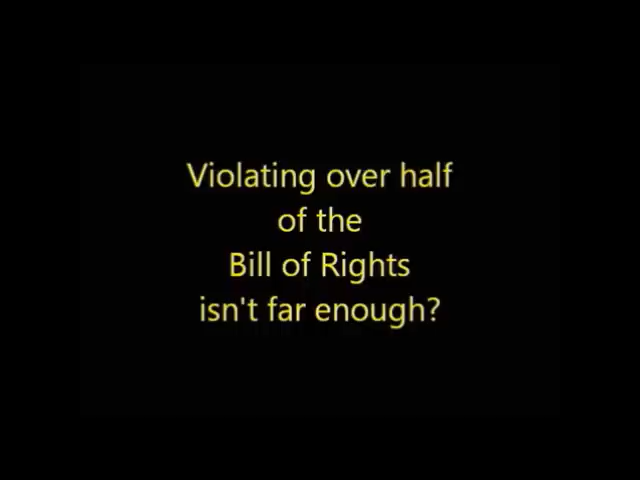 Violating over half
of the
Bill of Rights
isn't far enough?